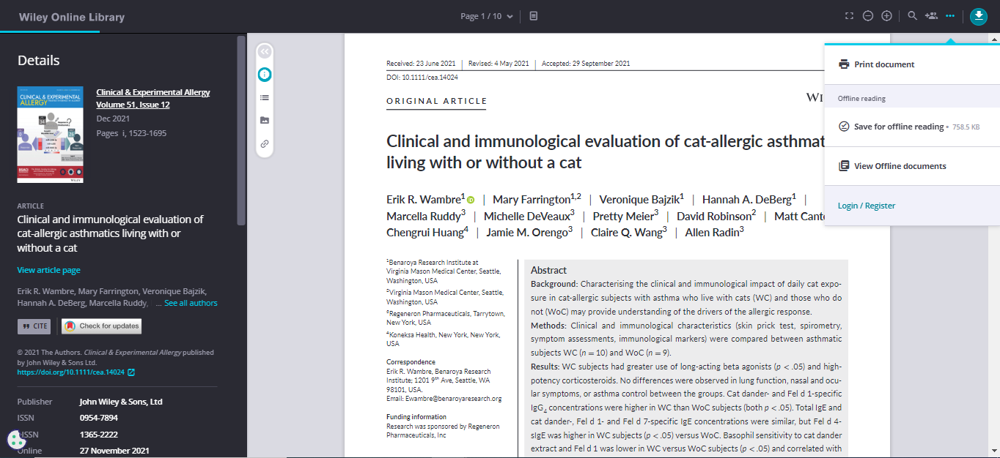 Wiley Online Library
Page 1 / 10
Details
CLINICAL & EXPERIMENTAL
ALLERGY
Clinical & Experimental Allergy
Volume 51, Issue 12
Dec 2021
Pages i, 1523-1695
BSACI
WILEY
ARTICLE
Clinical and immunological evaluation of
cat-allergic asthmatics living with or
without a cat
View article page
Erik R. Wambre, Mary Farrington, Veronique Bajzik,
Hannah A. DeBerg, Marcella Ruddy, ... See all authors
CITE
Check for updates
© 2021 The Authors. Clinical & Experimental Allergy published
by John Wiley & Sons Ltd.
https://doi.org/10.1111/cea.14024
Publisher John Wiley & Sons, Ltd
ISSN 0954-7894
ISSN 1365-2222
Online 27 November 2021
Received: 23 June 2021 | Revised: 4 May 2021 | Accepted: 29 September 2021
DOI: 10.1111/cea.14024
ORIGINAL ARTICLE
WI
Clinical and immunological evaluation of cat-allergic asthmat
living with or without a cat
Erik R. Wambre1 | Mary Farrington1,2 | Veronique Bajzik1 | Hannah A. DeBerg1 |
Marcella Ruddy3 | Michelle DeVeaux3 | Pretty Meier3 | David Robinson2 | Matt Cant
Chengrui Huang4 | Jamie M. Orengo3 | Claire Q. Wang3 | Allen Radin3
1Benaroya Research Institute at
Virginia Mason Medical Center, Seattle,
Washington, USA
2Virginia Mason Medical Center, Seattle,
Washington, USA
3Regeneron Pharmaceuticals, Tarrytown,
New York, USA
4Koneksa Health, New York, New York,
USA
Correspondence
Erik R. Wambre, Benaroya Research
Institute; 1201 9th Ave, Seattle, WA
98101, USA.
Email: Ewambre@benaroyaresearch.org
Funding information
Research was sponsored by Regeneron
Pharmaceuticals, Inc
Abstract
Background: Characterising the clinical and immunological impact of daily cat expo-
sure in cat-allergic subjects with asthma who live with cats (WC) and those who do
not (WoC) may provide understanding of the drivers of the allergic response.
Methods: Clinical and immunological characteristics (skin prick test, spirometry,
symptom assessments, immunological markers) were compared between asthmatic
subjects WC (n = 10) and WoC (n = 9).
Results: WC subjects had greater use of long-acting beta agonists (p < .05) and high-
potency corticosteroids. No differences were observed in lung function, nasal and ocu-
lar symptoms, or asthma control between the groups. Cat dander- and Fel d 1-specific
IgG4 concentrations were higher in WC than WoC subjects (both p < .05). Total IgE and
cat dander-, Fel d 1- and Fel d 7-specific IgE concentrations were similar, but Fel d 4-
sIgE was higher in WC subjects (p < .05) versus WoC. Basophil sensitivity to cat dander
extract and Fel d 1 was lower in WC versus WoC subjects (p < .05) and correlated with
Print document
Offline reading
Save for offline reading • 758.5 KB
View Offline documents
Login / Register